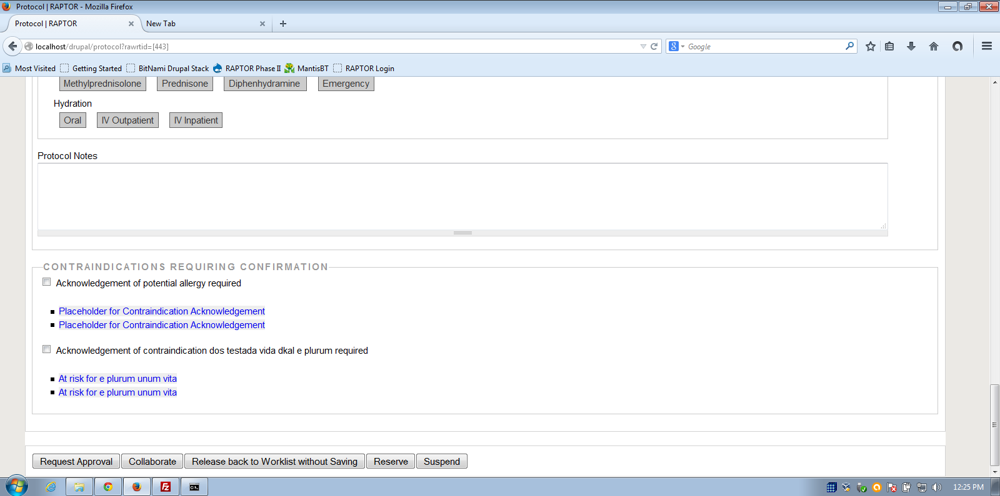 Protocol | RAPTOR - Mozilla Firefox
Protocol | RAPTOR
New Tab
localhost/drupal/protocol?rawrtid=[443]
8
Google
Most Visited
Getting Started
BitNami Drupal Stack
RAPTOR Phase II
MantisBT
RAPTOR Login
Methylprednisolone
Prednisone
Diphenhydramine
Emergency
Hydration
Oral
IV Outpatient
IV Inpatient
Protocol Notes
CONTRAINDICATIONS REQUIRING CONFIRMATION
Acknowledgement of potential allergy required
Placeholder for Contraindication Acknowledgement
Placeholder for Contraindication Acknowledgement
Acknowledgement of contraindication dos testada vida dkal e plurum required
At risk for e plurum unum vita
At risk for e plurum unum vita
Request Approval
Collaborate
Release back to Worklist without Saving
Reserve
Suspend
FZ
C:\.
12:25 PM